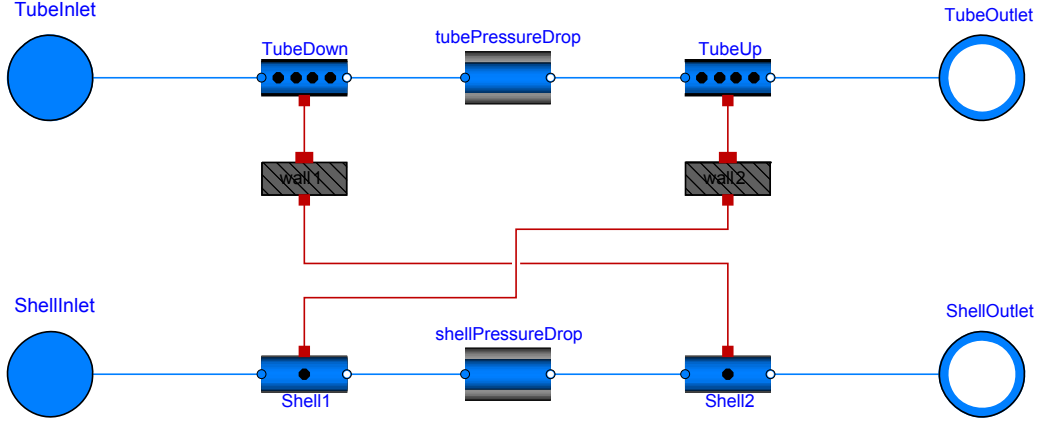 TubeInlet
TubeOutlet
tubePressureDrop
TubeDown
TubeUp
wall1
wall2
ShellInlet
ShellOutlet
shellPressureDrop
Shell1
Shell2